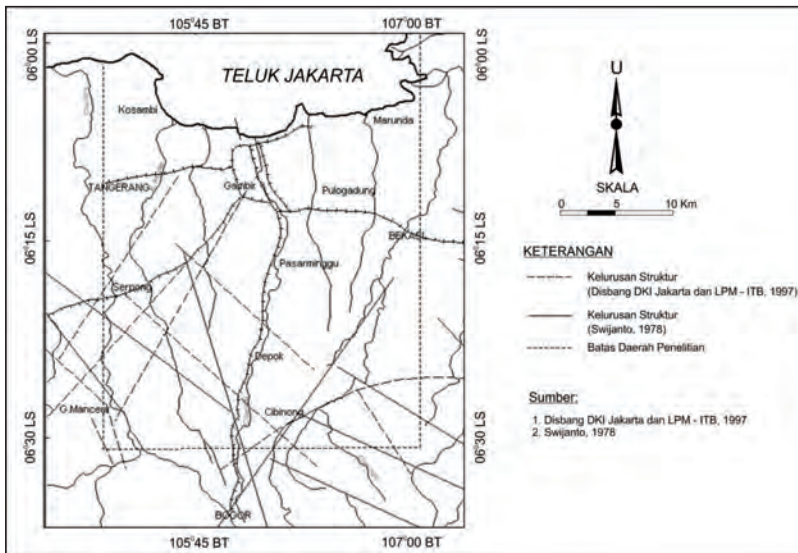 105°45 BT
107°00 BT
06°00 LS
06°00 LS
U
TELUK JAKARTA
Kosambi
Marunda
SKALA
TANGERANG
Gambir
Pulogadung
0 5 10 Km
BEKASI
06°15 LS
06°15 LS
KETERANGAN
Pasarminggu
Kelurusan Struktur
(Disbang DKI Jakarta dan LPM - ITB, 1997)
Serpong
Kelurusan Struktur
(Swijanto, 1978)
Depok
Batas Daerah Penelitian
Sumber:
G.Manceri
Cibinong
1. Disbang DKI Jakarta dan LPM - ITB, 1997
2. Swijanto, 1978
06°30 LS
06°30 LS
BOGOR
105°45 BT
107°00 BT